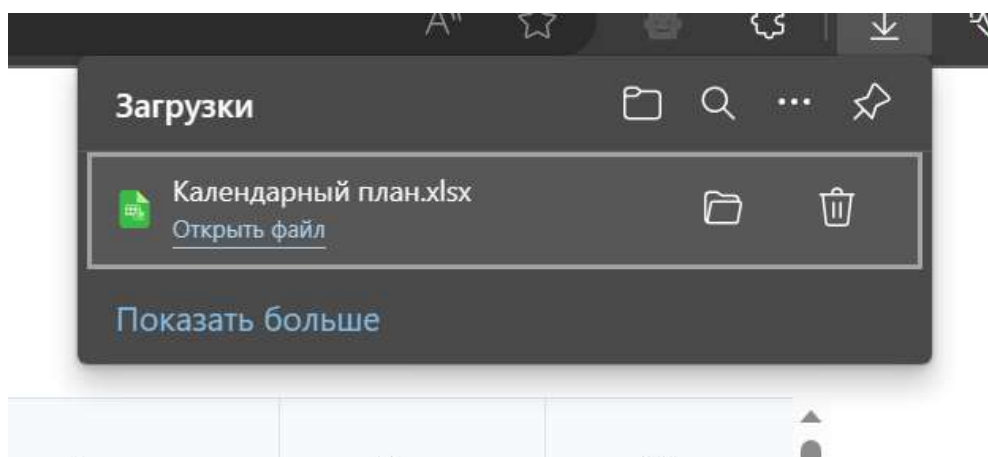 A"
Загрузки
Календарный план.xlsx
Открыть файл
Показать больше